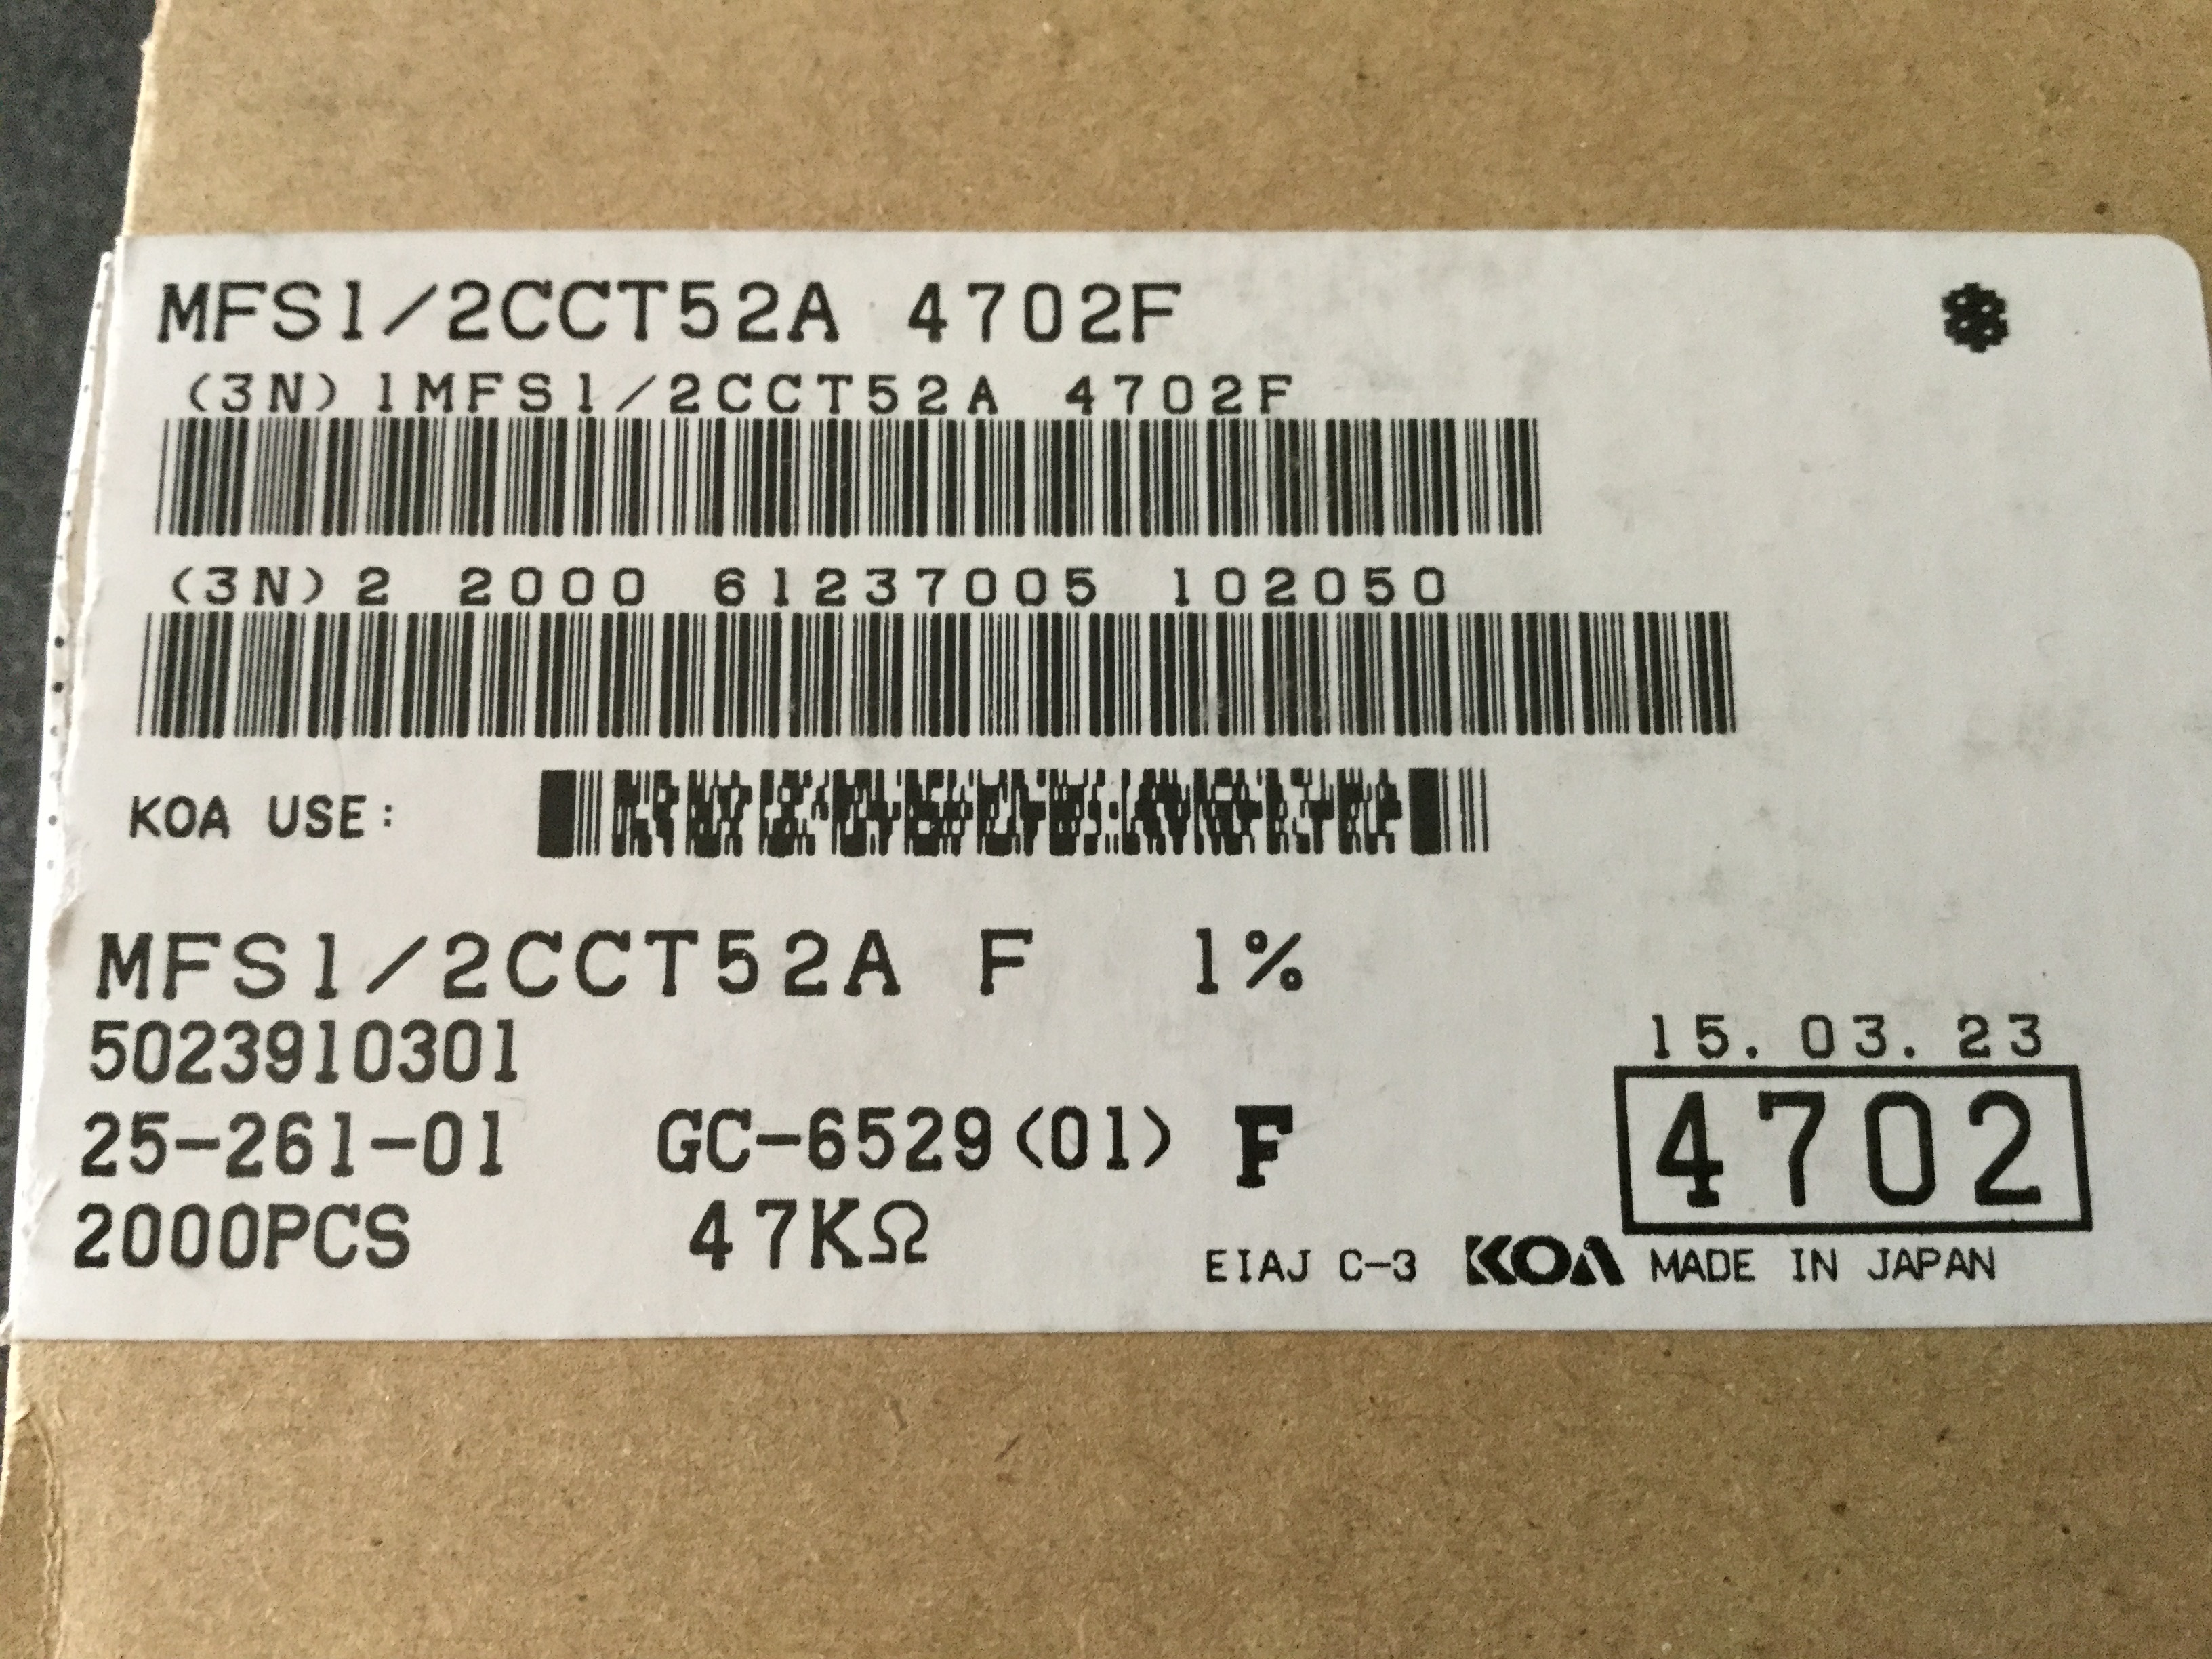 MFS1/2CCT52A 4702F
(3N)1MFS1/2CCT52A 4702F
(3N)2 2000 61237005 102050
KOA USE:
MFS1/2CCT52A F 1%
5023910301
15.03.23
25-261-01 GC-6529(01) F
4702
2000PCS 47KΩ
EIAJ C-3 KOA MADE IN JAPAN